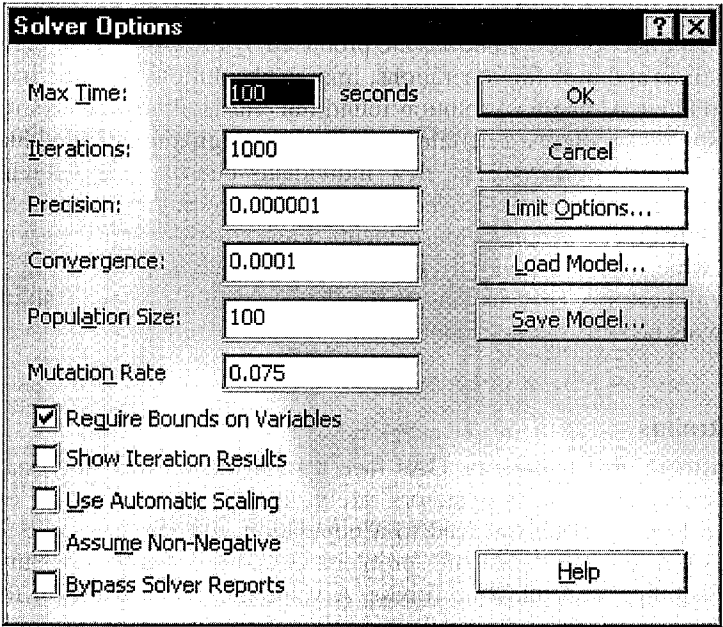 Solver Options
Max Time: 100 seconds OK
Iterations: 1000 Cancel
Precision: 0.000001 Limit Options...
Convergence: 0.0001 Load Model...
Population Size: 100 Save Model...
Mutation Rate 0.075
Require Bounds on Variables
Show Iteration Results
Use Automatic Scaling
Assume Non-Negative
Bypass Solver Reports
Help